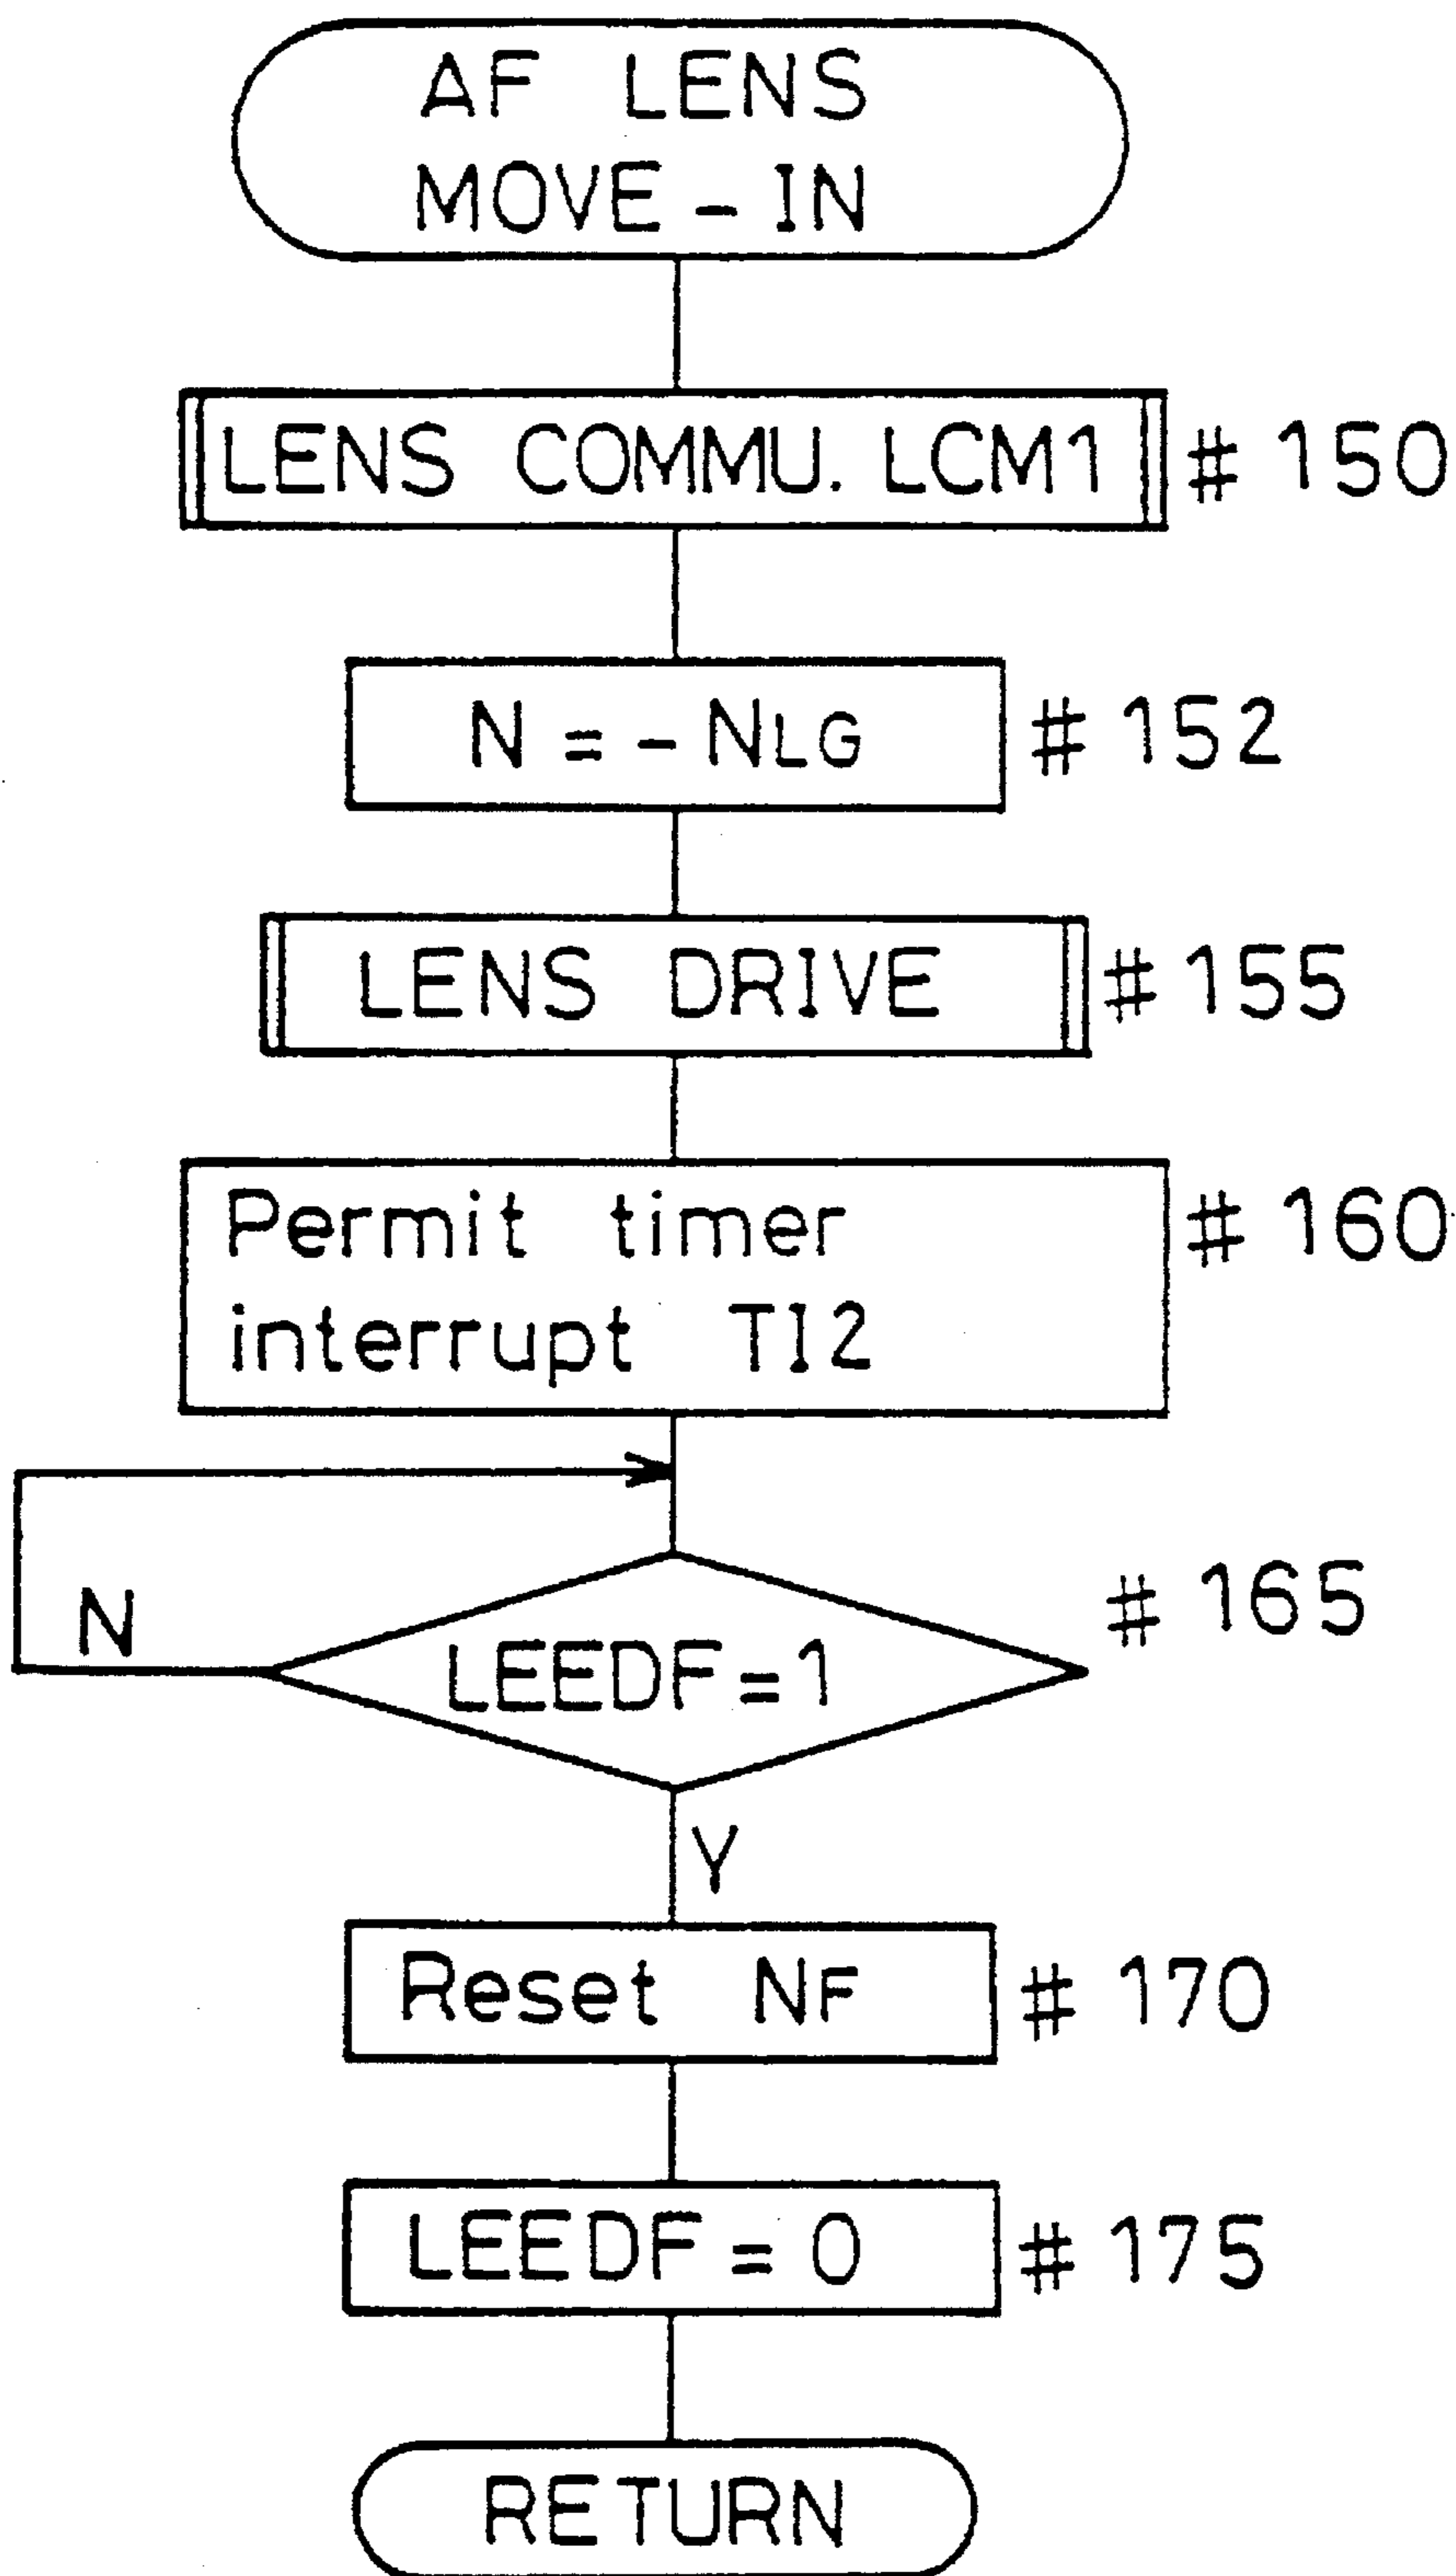 AF LENS
MOVE - IN
LENS COMMU. LCM1 # 150
N = - NLG # 152
LENS DRIVE # 155
Permit timer # 160
interrupt TI2
# 165
N
LEEDF = 1
Y
Reset NF # 170
LEEDF = 0 # 175
RETURN